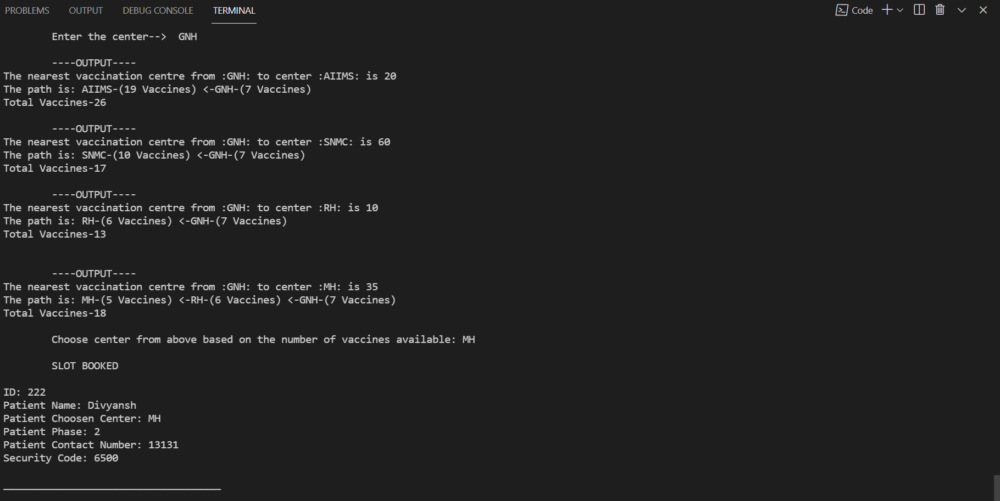 PROBLEMS OUTPUT DEBUG CONSOLE TERMINAL Code
Enter the center--> GNH
----OUTPUT----
The nearest vaccination centre from :GNH: to center :AIIMS: is 20
The path is: AIIMS-(19 Vaccines) <-GNH-(7 Vaccines)
Total Vaccines-26
----OUTPUT----
The nearest vaccination centre from :GNH: to center :SNMC: is 60
The path is: SNMC-(10 Vaccines) <-GNH-(7 Vaccines)
Total Vaccines-17
----OUTPUT----
The nearest vaccination centre from :GNH: to center :RH: is 10
The path is: RH-(6 Vaccines) <-GNH-(7 Vaccines)
Total Vaccines-13
----OUTPUT----
The nearest vaccination centre from :GNH: to center :MH: is 35
The path is: MH-(5 Vaccines) <-RH-(6 Vaccines) <-GNH-(7 Vaccines)
Total Vaccines-18
Choose center from above based on the number of vaccines available: MH
SLOT BOOKED
ID: 222
Patient Name: Divyansh
Patient Choosen Center: MH
Patient Phase: 2
Patient Contact Number: 13131
Security Code: 6500
____________________________________